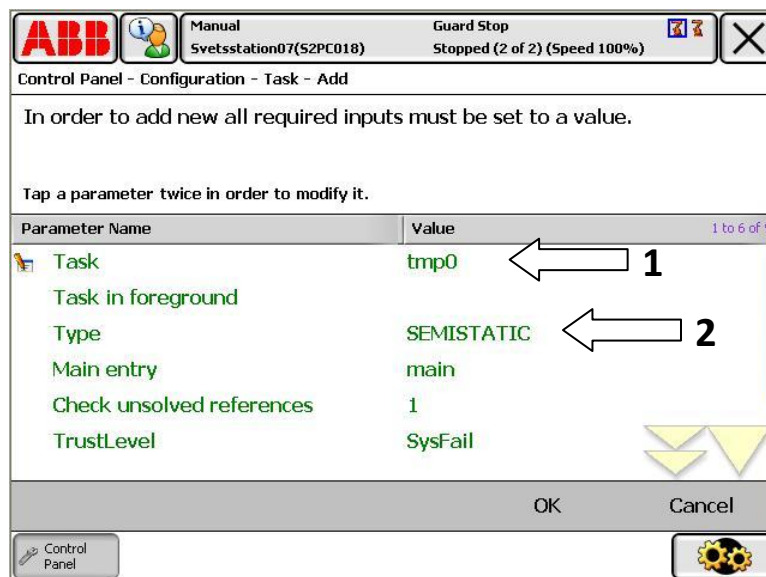 ABB
Manual
Svetsstation07(S2PC018)
Guard Stop
Stopped (2 of 2) (Speed 100%)
Control Panel - Configuration - Task - Add
In order to add new all required inputs must be set to a value.
Tap a parameter twice in order to modify it.
Parameter Name Value 1 to 6 of
Task tmp0 1
Task in foreground
Type SEMISTATIC 2
Main entry main
Check unsolved references 1
TrustLevel SysFail
OK Cancel
Control
Panel